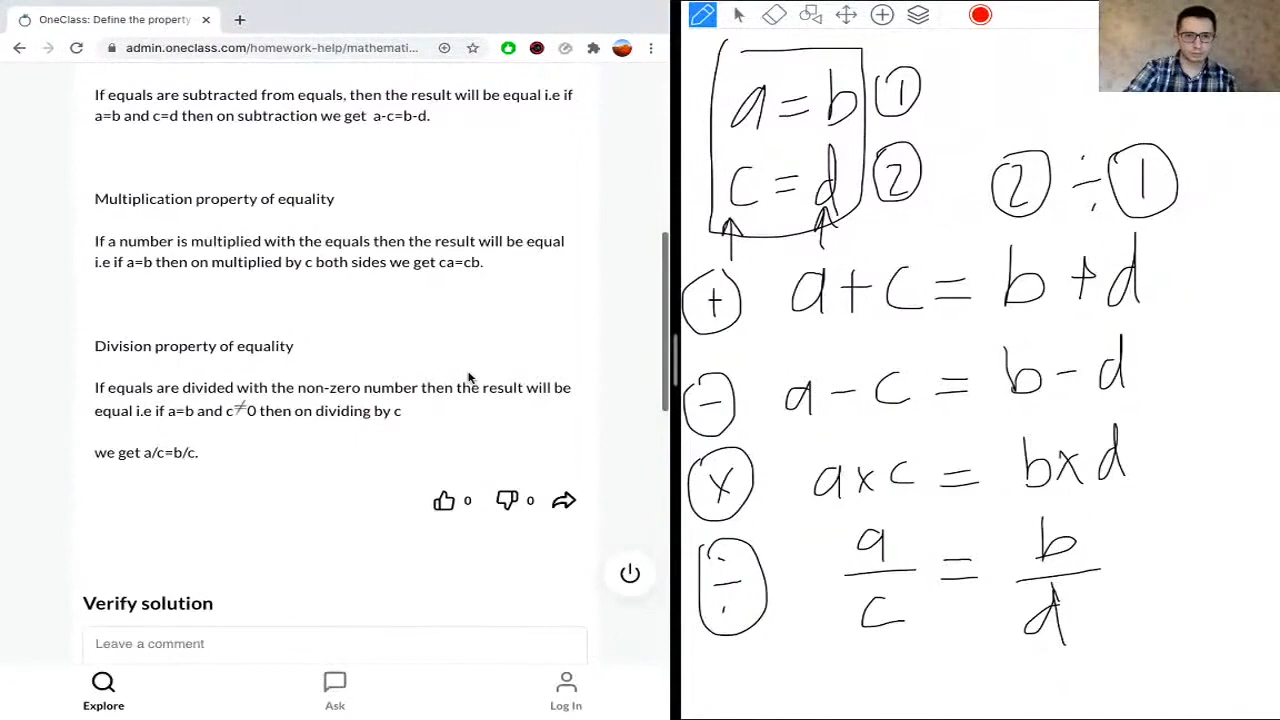 OneClass: Define the property
admin.oneclass.com/homework-help/mathemati...
If equals are subtracted from equals, then the result will be equal i.e if
a=b and c=d then on subtraction we get a-c=b-d.
Multiplication property of equality
If a number is multiplied with the equals then the result will be equal
i.e if a=b then on multiplied by c both sides we get ca=cb.
Division property of equality
If equals are divided with the non-zero number then the result will be
equal i.e if a=b and c≠0 then on dividing by c
we get a/c=b/c.
0 0
Verify solution
Leave a comment
Explore Ask Log In
a = b ①
c = d ②
② ÷ ①
+ a + c = b + d
− a − c = b − d
× a × c = b × d
÷ a/c = b/d